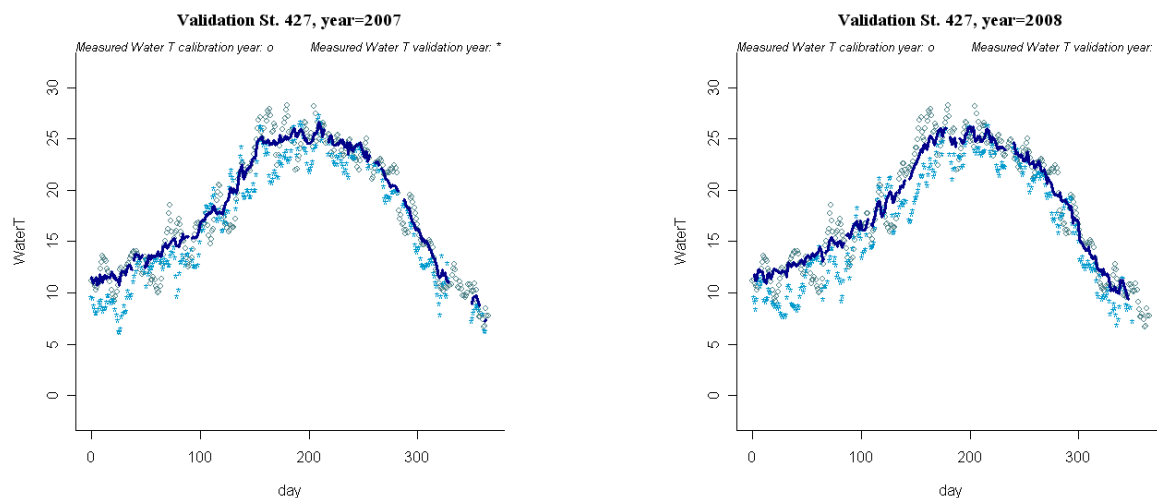 Validation St. 427, year=2007
Measured Water T calibration year: o Measured Water T validation year: *
WaterT
30
25
20
15
10
5
0
0 100 200 300
day
Validation St. 427, year=2008
Measured Water T calibration year: o Measured Water T validation year:
WaterT
30
25
20
15
10
5
0
0 100 200 300
day